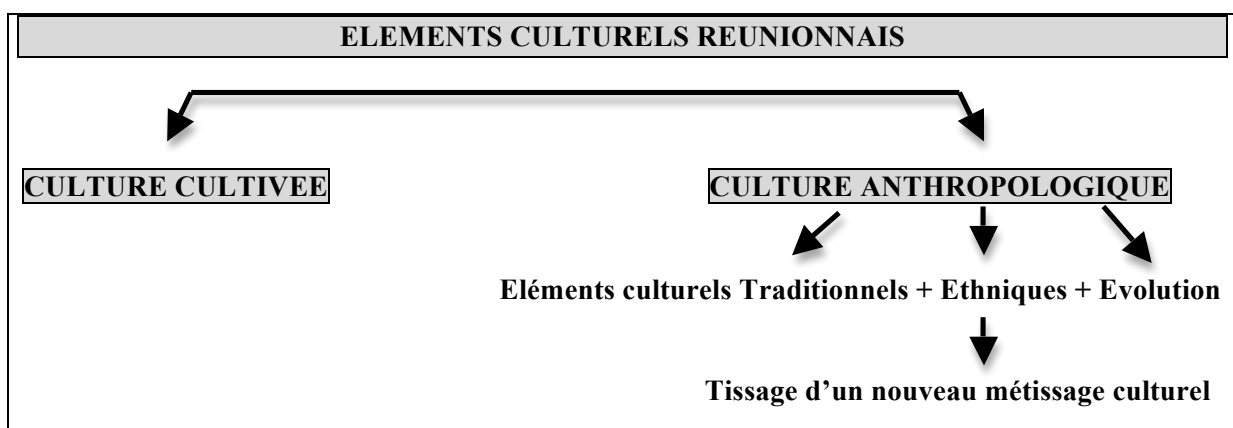 ELEMENTS CULTURELS REUNIONNAIS
CULTURE CULTIVEE
CULTURE ANTHROPOLOGIQUE
Eléments culturels Traditionnels + Ethniques + Evolution
Tissage d’un nouveau métissage culturel